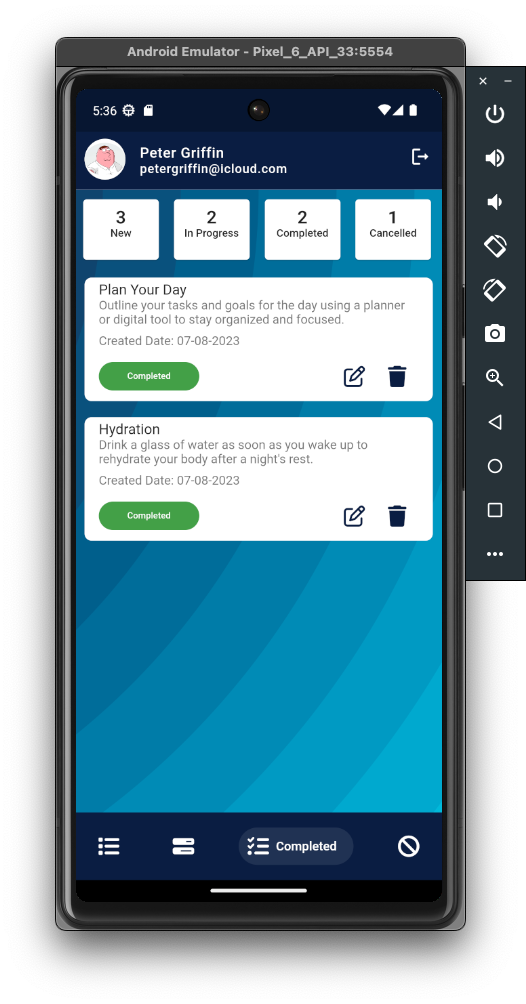 Android Emulator - Pixel_6_API_33:5554
5:36
Peter Griffin
petergriffin@icloud.com
3
New
2
In Progress
2
Completed
1
Cancelled
Plan Your Day
Outline your tasks and goals for the day using a planner
or digital tool to stay organized and focused.
Created Date: 07-08-2023
Completed
Hydration
Drink a glass of water as soon as you wake up to
rehydrate your body after a night's rest.
Created Date: 07-08-2023
Completed
Completed